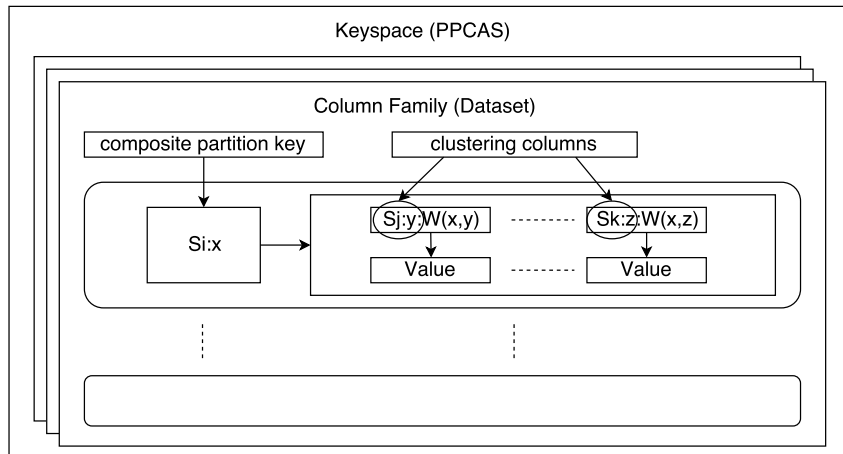 Keyspace (PPCAS)
Column Family (Dataset)
composite partition key
clustering columns
Si:x
Sj:y:W(x,y)
Sk:z:W(x,z)
Value
Value